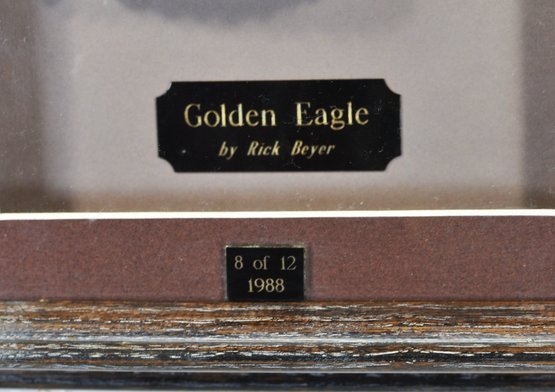 Golden Eagle
by Rick Beyer
8 of 12
1988